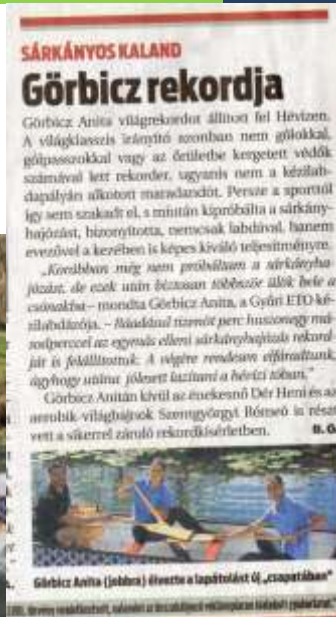 SÁRKÁNYOS KALAND
Görbicz rekordja
Görbicz Anita világrekordot állított fel Hévízen.
A világklasszis irányító azonban nem gólokkal,
gólpasszokkal vagy az őrületbe kergetett védők
számával lett rekorder, ugyanis nem a kézilab-
dapályán alkotott maradandót. Persze a sporttól
így sem szakadt el, s miután kipróbálta a sárkány-
hajózást, bizonyította, nemcsak labdával, hanem
evezővel a kezében is képes kiváló teljesítményre.
„Korábban még nem próbáltam a sárkányha-
józást, de ezek után biztosan többször ülök bele a
csónakba – mondta Görbicz Anita, a Győri ETO ké-
zilabdázója. – Ráadásul tizenöt perc huszonegy má-
sodperccel az egymás elleni sárkányhajózás rekord-
ját is felállítottuk. A végére rendesen elfáradtunk,
úgyhogy utána jólesett lazítani a hévízi tóban."
Görbicz Anitán kívül az énekesnő Dér Heni és az
aerobik-világbajnok Szentgyörgyi Rómeó is részt
vett a sikerrel záruló rekordkísérletben.
Görbicz Anita (jobbra) élvezte a lapátolást új „csapatában"